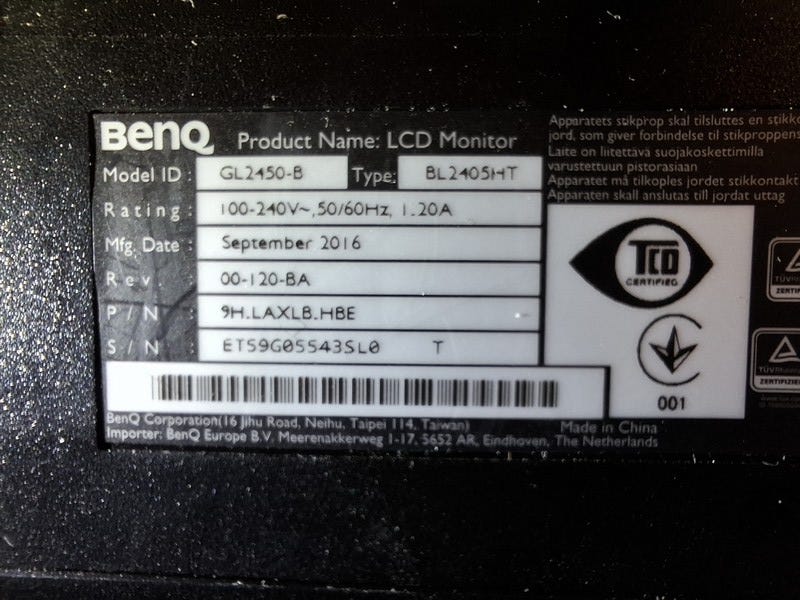 BenQ Product Name: LCD Monitor
Model ID : GL2450-B Type: BL2405HT
Rating : 100-240V~,50/60Hz, 1.20A
Mfg. Date : September 2016
Rev. : 00-120-BA
P/N : 9H.LAXLB.HBE
S/N : ET59G05543SL0 T
BenQ Corporation(16 Jihu Road, Neihu, Taipei 114, Taiwan)
Importer: BenQ Europe B.V. Meerenakkerweg 1-17, 5652 AR, Eindhoven, The Netherlands
Made in China
Apparatets stikprop skal tilsluttes en
jord, som giver forbindelse til
Laite on liitettävä suojakoskettimilla
varustettuun pistorasiaan
Apparatet må tilkoples jordet stikkontakt
Apparaten skall anslutas till jordat uttag
TCO
CERTIFIED
001